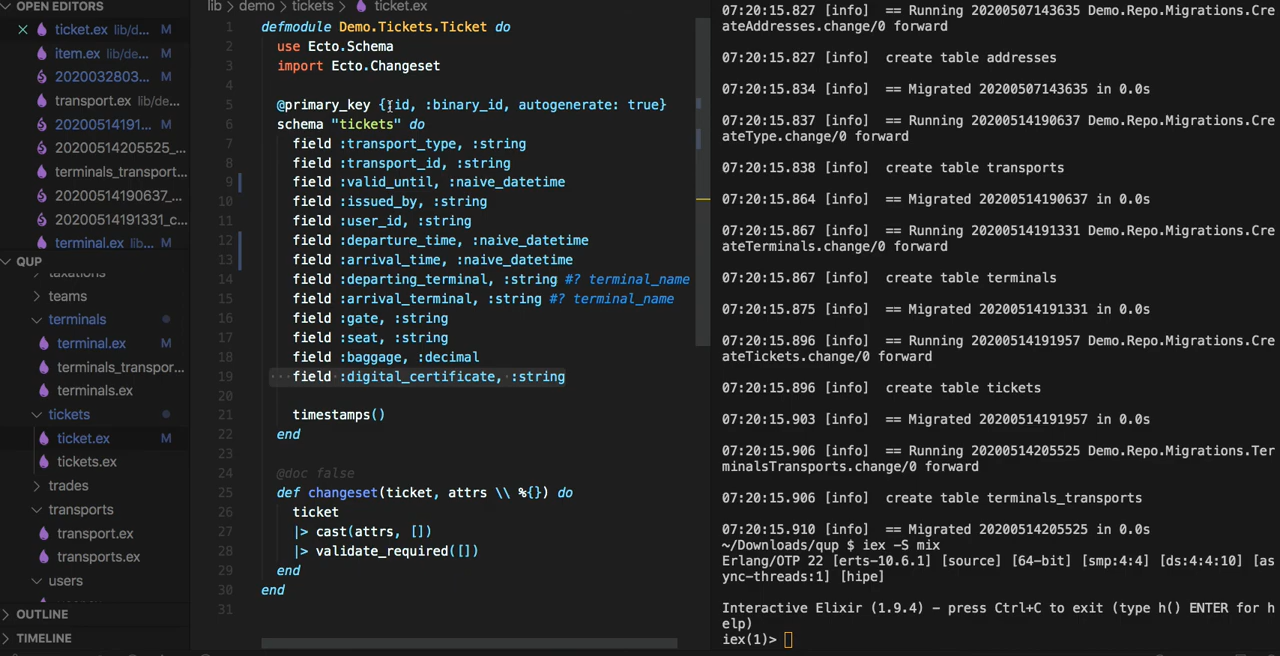 OPEN EDITORS
ticket.ex lib/d... M
item.ex lib/de... M
2020032803... M
transport.ex lib/de...
2020051419​1... M
20200514205525_...
terminals_transport...
20200514190637_...
20200514191331_c...
terminal.ex lib... M
QUP
taxations
teams
terminals
terminal.ex M
terminals_transpor...
terminals.ex
tickets
ticket.ex M
tickets.ex
trades
transports
transport.ex
transports.ex
users
OUTLINE
TIMELINE
lib > demo > tickets > ticket.ex
1 defmodule Demo.Tickets.Ticket do
2 use Ecto.Schema
3 import Ecto.Changeset
4
5 @primary_key {:id, :binary_id, autogenerate: true}
6 schema "tickets" do
7 field :transport_type, :string
8 field :transport_id, :string
9 field :valid_until, :naive_datetime
10 field :issued_by, :string
11 field :user_id, :string
12 field :departure_time, :naive_datetime
13 field :arrival_time, :naive_datetime
14 field :departing_terminal, :string #? terminal_name
15 field :arrival_terminal, :string #? terminal_name
16 field :gate, :string
17 field :seat, :string
18 field :baggage, :decimal
19 field :digital_certificate, :string
20
21 timestamps()
22 end
23
24 @doc false
25 def changeset(ticket, attrs \\ %{}) do
26 ticket
27 |> cast(attrs, [])
28 |> validate_required([])
29 end
30 end
31
07:20:15.827 [info] == Running 20200507143635 Demo.Repo.Migrations.Cre
ateAddresses.change/0 forward
07:20:15.827 [info] create table addresses
07:20:15.834 [info] == Migrated 20200507143635 in 0.0s
07:20:15.837 [info] == Running 20200514190637 Demo.Repo.Migrations.Cre
ateType.change/0 forward
07:20:15.838 [info] create table transports
07:20:15.864 [info] == Migrated 20200514190637 in 0.0s
07:20:15.867 [info] == Running 20200514191331 Demo.Repo.Migrations.Cre
ateTerminals.change/0 forward
07:20:15.867 [info] create table terminals
07:20:15.875 [info] == Migrated 20200514191331 in 0.0s
07:20:15.896 [info] == Running 20200514191957 Demo.Repo.Migrations.Cre
ateTickets.change/0 forward
07:20:15.896 [info] create table tickets
07:20:15.903 [info] == Migrated 20200514191957 in 0.0s
07:20:15.906 [info] == Running 20200514205525 Demo.Repo.Migrations.Ter
minalsTransports.change/0 forward
07:20:15.906 [info] create table terminals_transports
07:20:15.910 [info] == Migrated 20200514205525 in 0.0s
~/Downloads/qup $ iex -S mix
Erlang/OTP 22 [erts-10.6.1] [source] [64-bit] [smp:4:4] [ds:4:4:10] [as
ync-threads:1] [hipe]
Interactive Elixir (1.9.4) - press Ctrl+C to exit (type h() ENTER for h
elp)
iex(1)>